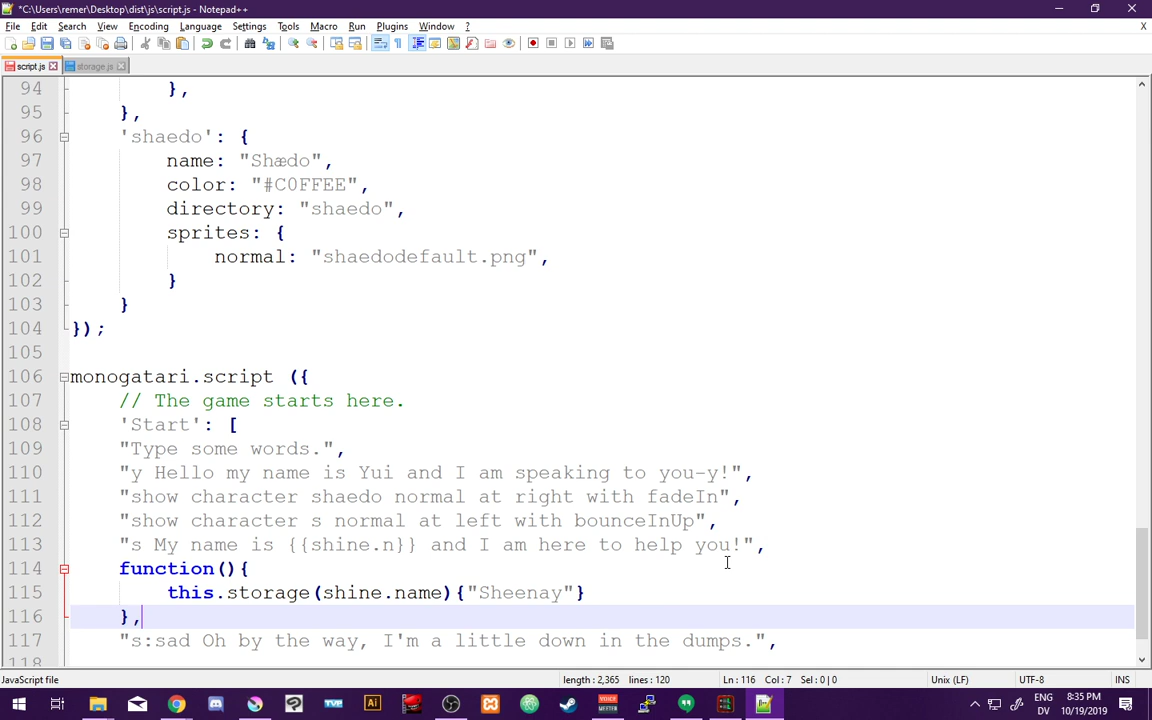 *C:\Users\remer\Desktop\dist\js\script.js - Notepad++
File Edit Search View Encoding Language Settings Tools Macro Run Plugins Window ? X
script.js storage.js
94 },
95 },
96 'shaedo': {
97 name: "Shædo",
98 color: "#C0FFEE",
99 directory: "shaedo",
100 sprites: {
101 normal: "shaedodefault.png",
102 }
103 }
104 });
105
106 monogatari.script ({
107 // The game starts here.
108 'Start': [
109 "Type some words.",
110 "y Hello my name is Yui and I am speaking to you~y!",
111 "show character shaedo normal at right with fadeIn",
112 "show character s normal at left with bounceInUp",
113 "s My name is {{shine.n}} and I am here to help you!",
114 function(){
115 this.storage(shine.name){"Sheenay"}
116 },
117 "s:sad Oh by the way, I'm a little down in the dumps.",
118
JavaScript file length : 2,365 lines : 120 Ln : 116 Col : 7 Sel : 0 | 0 Unix (LF) UTF-8 INS
ENG 8:35 PM
DV 10/19/2019